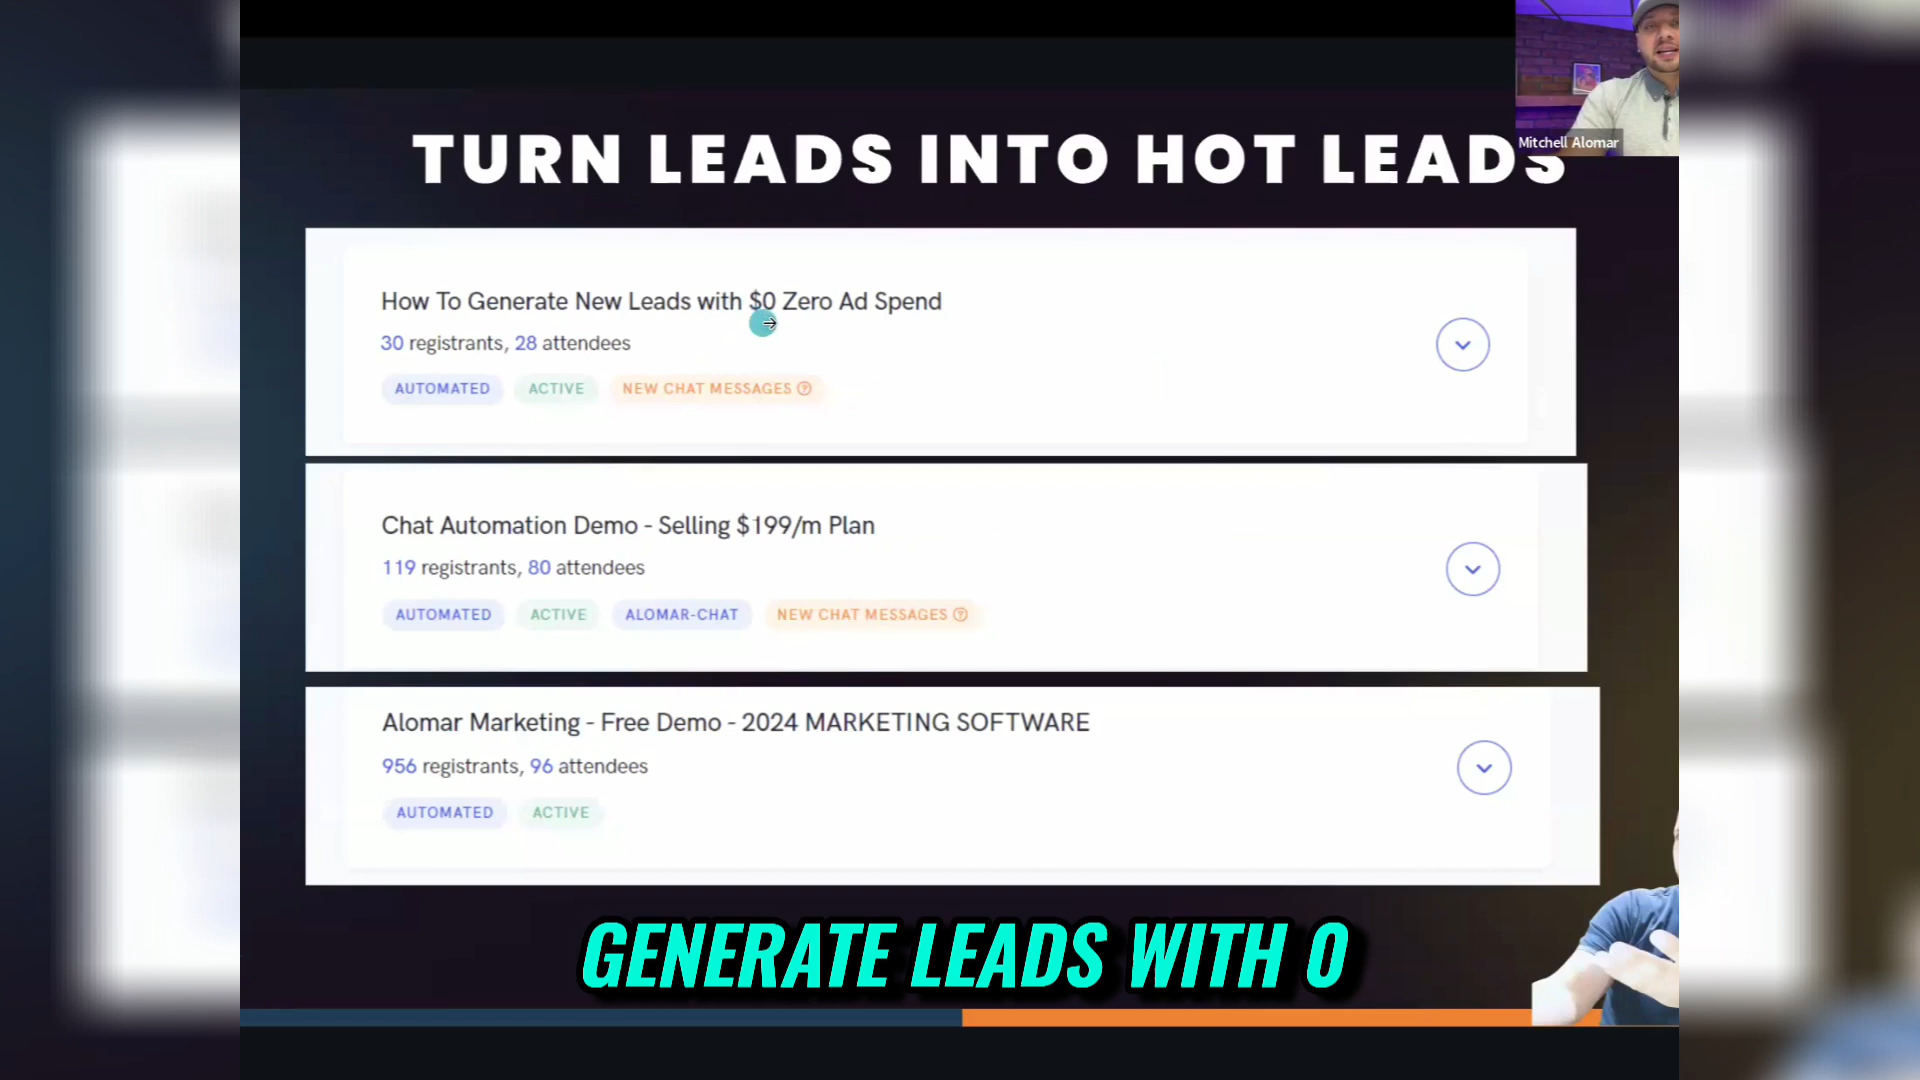 Mitchell Alomar
TURN LEADS INTO HOT LEADS
How To Generate New Leads with $0 Zero Ad Spend
30 registrants, 28 attendees
AUTOMATED ACTIVE NEW CHAT MESSAGES
Chat Automation Demo - Selling $199/m Plan
119 registrants, 80 attendees
AUTOMATED ACTIVE ALOMAR-CHAT NEW CHAT MESSAGES
Alomar Marketing - Free Demo - 2024 MARKETING SOFTWARE
956 registrants, 96 attendees
AUTOMATED ACTIVE
GENERATE LEADS WITH 0